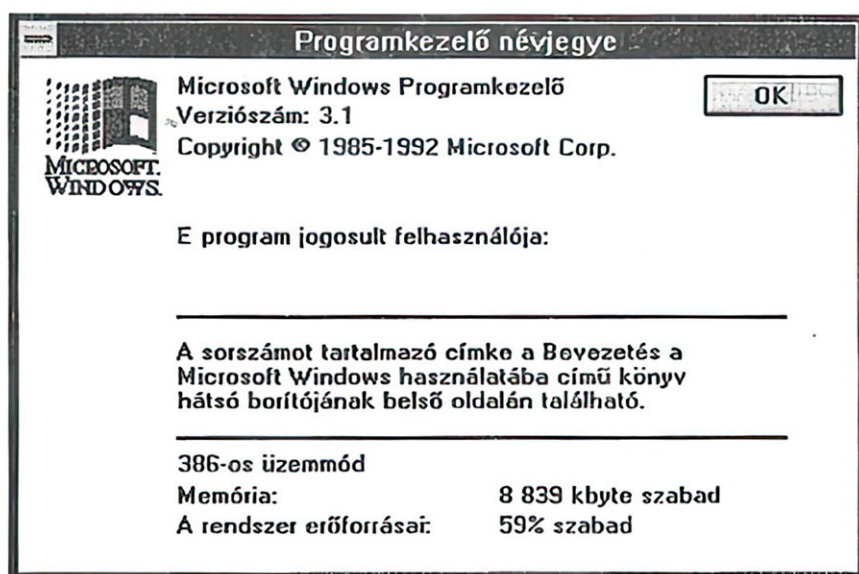 Programkezelő névjegye
Microsoft Windows Programkezelő
OK
Verziószám: 3.1
Copyright © 1985-1992 Microsoft Corp.
MICROSOFT.
WINDOWS.
E program jogosult felhasználója:
A sorszámot tartalmazó címke a Bevezetés a
Microsoft Windows használatába című könyv
hátsó borítójának belső oldalán található.
386-os üzemmód
Memória: 8 839 kbyte szabad
A rendszer erőforrásai: 59% szabad